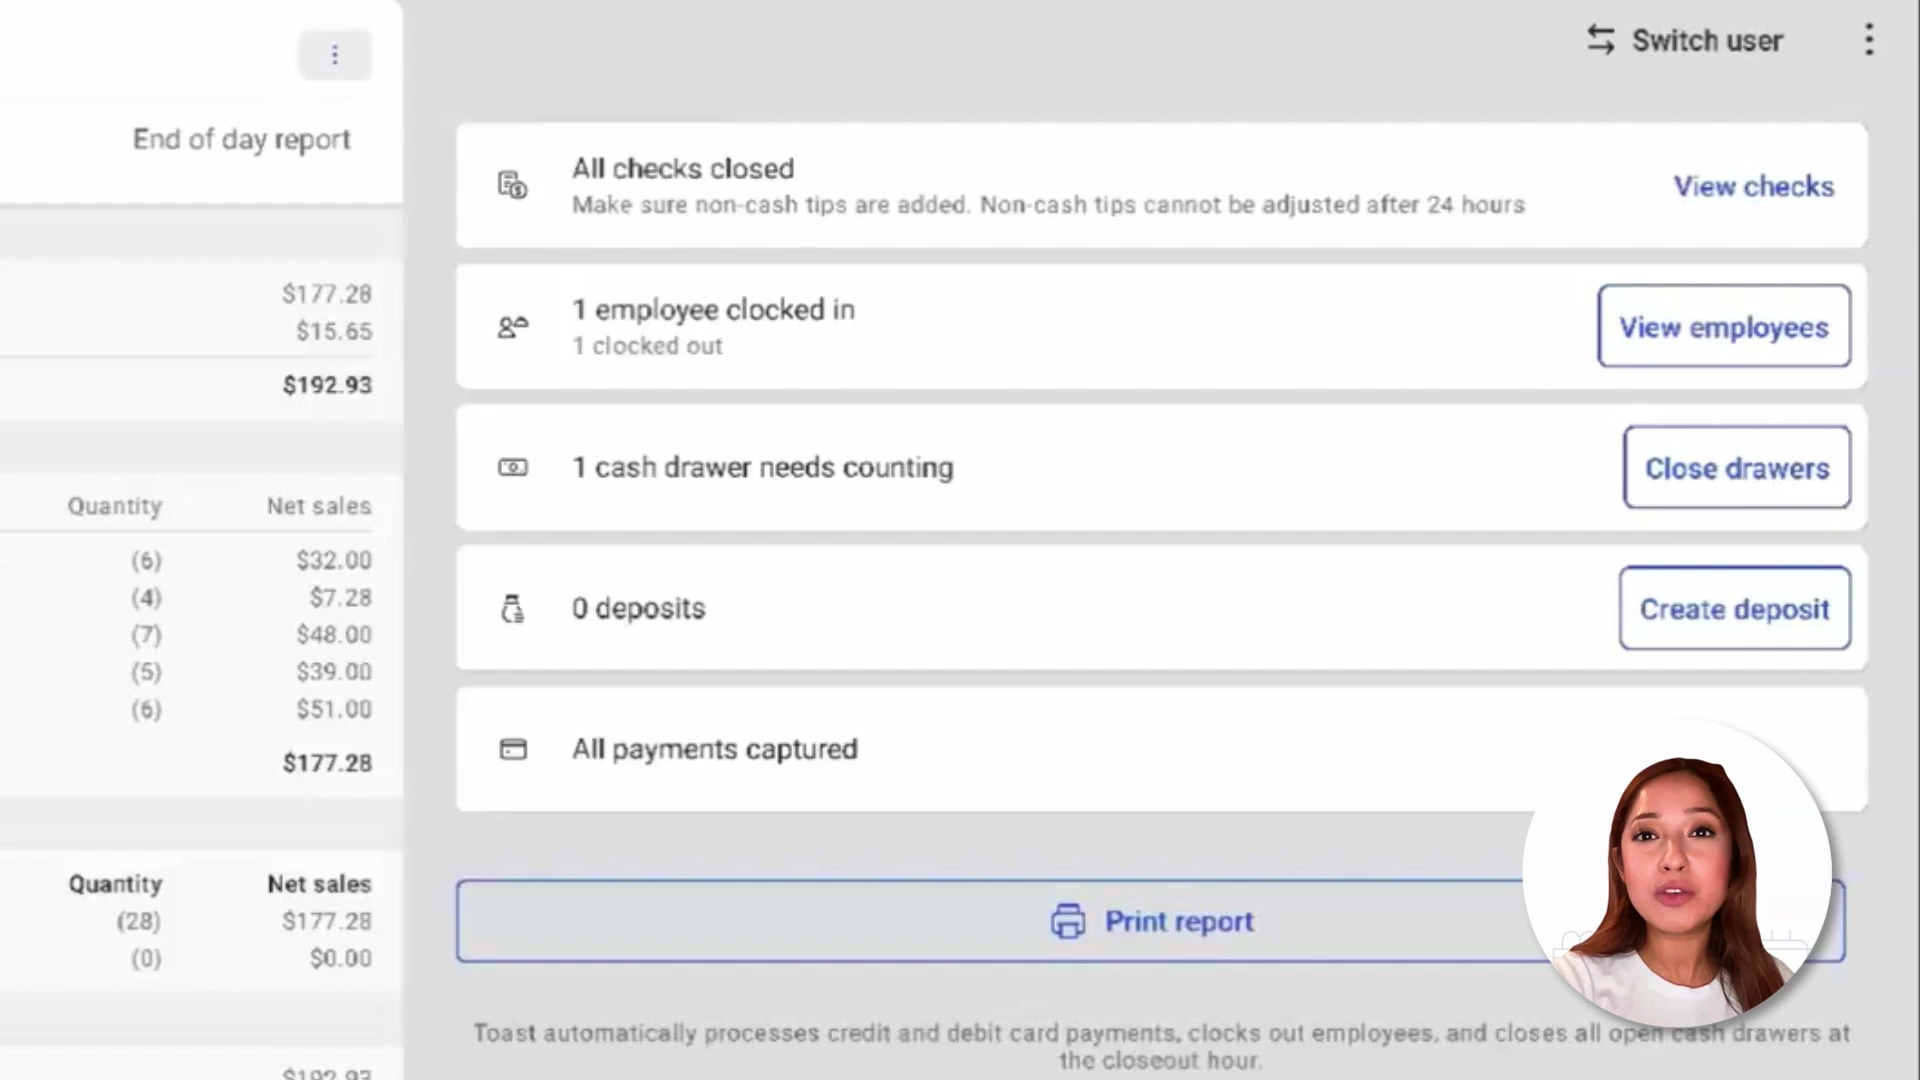 Switch user
End of day report
$177.28
$15.65
$192.93
Quantity Net sales
(6) $32.00
(4) $7.28
(7) $48.00
(5) $39.00
(6) $51.00
$177.28
Quantity Net sales
(28) $177.28
(0) $0.00
$192.93
All checks closed
Make sure non-cash tips are added. Non-cash tips cannot be adjusted after 24 hours
View checks
1 employee clocked in
1 clocked out
View employees
1 cash drawer needs counting
Close drawers
0 deposits
Create deposit
All payments captured
Print report
Toast automatically processes credit and debit card payments, clocks out employees, and closes all open cash drawers at
the closeout hour.